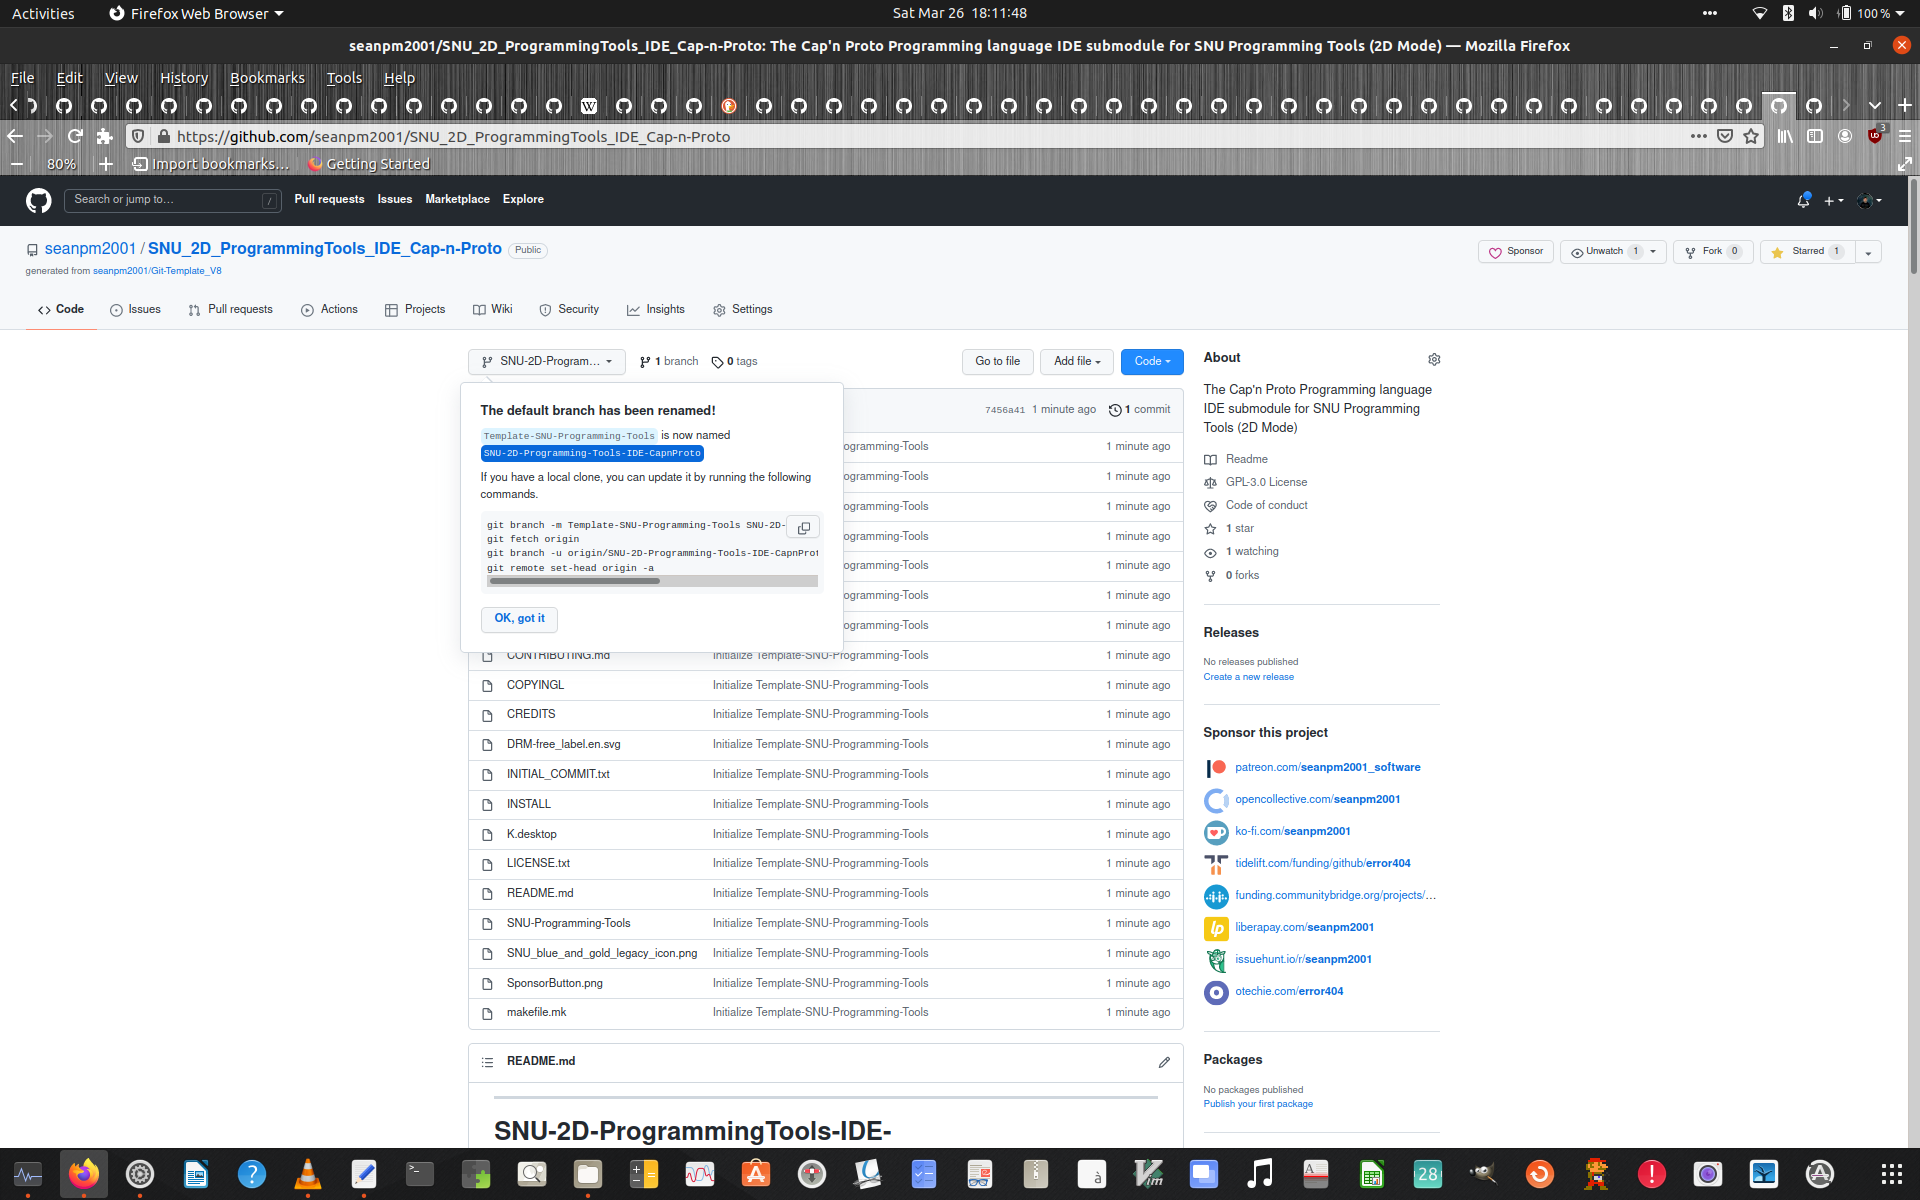 Activities
Firefox Web Browser
Sat Mar 26  18:11:48
100 %
seanpm2001/SNU_2D_ProgrammingTools_IDE_Cap-n-Proto: The Cap'n Proto Programming language IDE submodule for SNU Programming Tools (2D Mode) — Mozilla Firefox
File Edit View History Bookmarks Tools Help
https://github.com/seanpm2001/SNU_2D_ProgrammingTools_IDE_Cap-n-Proto
3
80%
Import bookmarks…
Getting Started
Search or jump to…
/
Pull requests Issues Marketplace Explore
seanpm2001 / SNU_2D_ProgrammingTools_IDE_Cap-n-Proto Public
generated from seanpm2001/Git-Template_V8
Sponsor
Unwatch 1
Fork 0
Starred 1
Code Issues Pull requests Actions Projects Wiki Security Insights Settings
SNU-2D-Program…
1 branch
0 tags
Go to file
Add file
Code
The default branch has been renamed!
Template-SNU-Programming-Tools is now named
SNU-2D-Programming-Tools-IDE-CapnProto
If you have a local clone, you can update it by running the following
commands.
git branch -m Template-SNU-Programming-Tools SNU-2D-
git fetch origin
git branch -u origin/SNU-2D-Programming-Tools-IDE-CapnProt
git remote set-head origin -a
OK, got it
7456a41 1 minute ago 1 commit
ogramming-Tools 1 minute ago
ogramming-Tools 1 minute ago
ogramming-Tools 1 minute ago
ogramming-Tools 1 minute ago
ogramming-Tools 1 minute ago
ogramming-Tools 1 minute ago
ogramming-Tools 1 minute ago
CONTRIBUTING.md Initialize Template-SNU-Programming-Tools 1 minute ago
COPYINGL Initialize Template-SNU-Programming-Tools 1 minute ago
CREDITS Initialize Template-SNU-Programming-Tools 1 minute ago
DRM-free_label.en.svg Initialize Template-SNU-Programming-Tools 1 minute ago
INITIAL_COMMIT.txt Initialize Template-SNU-Programming-Tools 1 minute ago
INSTALL Initialize Template-SNU-Programming-Tools 1 minute ago
K.desktop Initialize Template-SNU-Programming-Tools 1 minute ago
LICENSE.txt Initialize Template-SNU-Programming-Tools 1 minute ago
README.md Initialize Template-SNU-Programming-Tools 1 minute ago
SNU-Programming-Tools Initialize Template-SNU-Programming-Tools 1 minute ago
SNU_blue_and_gold_legacy_icon.png Initialize Template-SNU-Programming-Tools 1 minute ago
SponsorButton.png Initialize Template-SNU-Programming-Tools 1 minute ago
makefile.mk Initialize Template-SNU-Programming-Tools 1 minute ago
README.md
SNU-2D-ProgrammingTools-IDE-
About
The Cap'n Proto Programming language
IDE submodule for SNU Programming
Tools (2D Mode)
Readme
GPL-3.0 License
Code of conduct
1 star
1 watching
0 forks
Releases
No releases published
Create a new release
Sponsor this project
patreon.com/seanpm2001_software
opencollective.com/seanpm2001
ko-fi.com/seanpm2001
tidelift.com/funding/github/error404
funding.communitybridge.org/projects/…
liberapay.com/seanpm2001
issuehunt.io/r/seanpm2001
otechie.com/error404
Packages
No packages published
Publish your first package
28